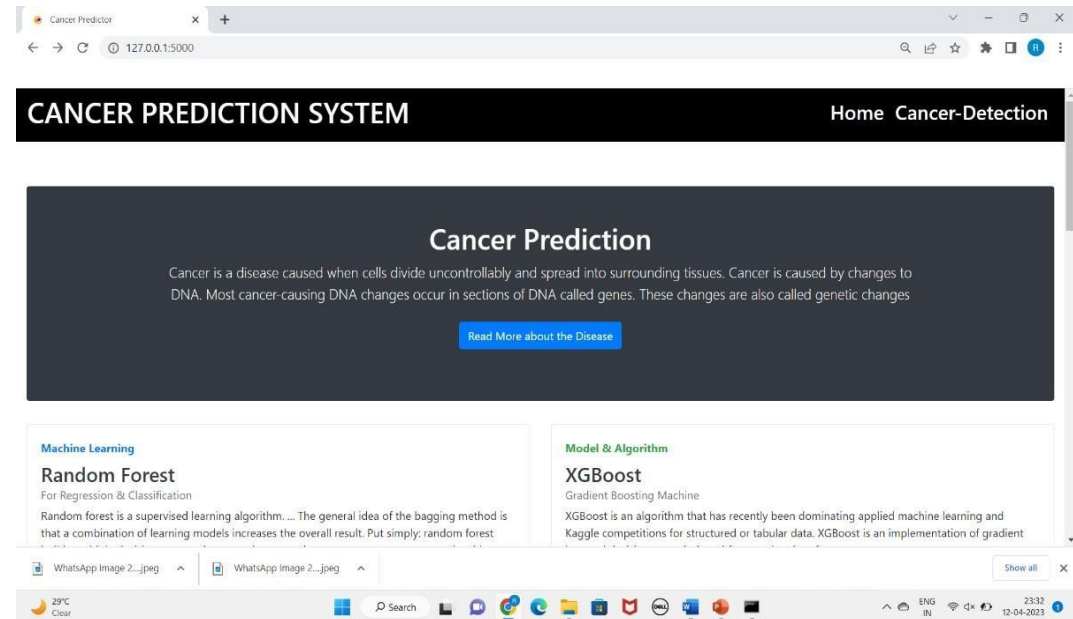 Cancer Predictor
127.0.0.1:5000
R
CANCER PREDICTION SYSTEM
Home Cancer-Detection
Cancer Prediction
Cancer is a disease caused when cells divide uncontrollably and spread into surrounding tissues. Cancer is caused by changes to
DNA. Most cancer-causing DNA changes occur in sections of DNA called genes. These changes are also called genetic changes
Read More about the Disease
Machine Learning
Random Forest
For Regression & Classification
Random forest is a supervised learning algorithm. ... The general idea of the bagging method is
that a combination of learning models increases the overall result. Put simply: random forest
Model & Algorithm
XGBoost
Gradient Boosting Machine
XGBoost is an algorithm that has recently been dominating applied machine learning and
Kaggle competitions for structured or tabular data. XGBoost is an implementation of gradient
WhatsApp Image 2....jpeg
WhatsApp Image 2....jpeg
Show all
29°C
Clear
Search
DELL
ENG
IN
23:32
12-04-2023
1